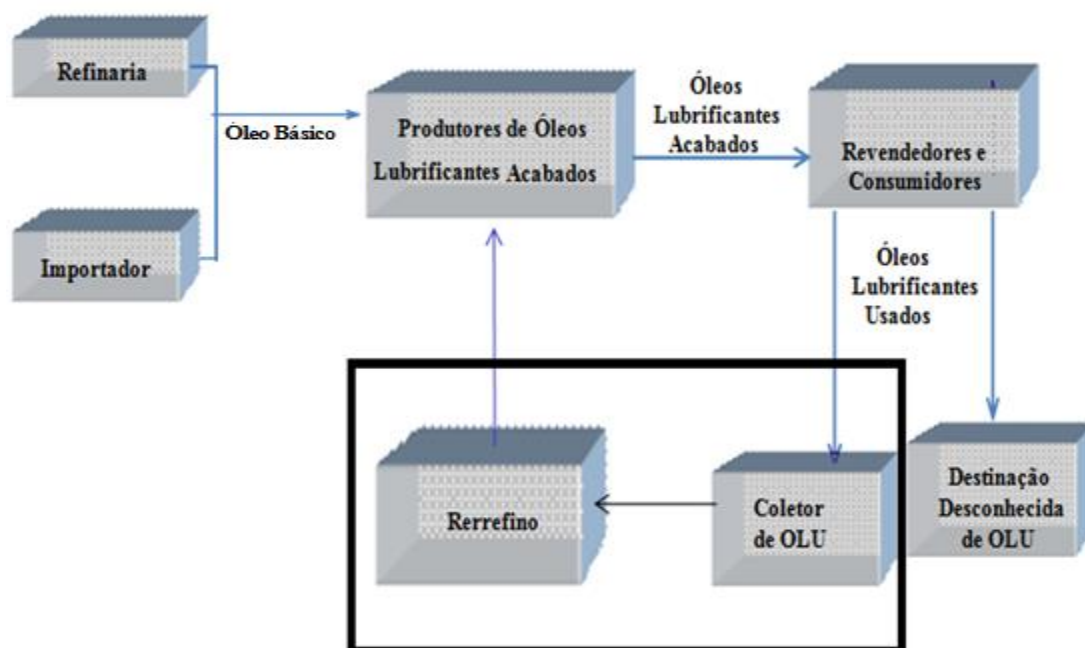 Refinaria
Óleo Básico
Importador
Produtores de Óleos
Lubrificantes Acabados
Óleos
Lubrificantes
Acabados
Revendedores e
Consumidores
Óleos
Lubrificantes
Usados
Rerrefino
Coletor
de OLU
Destinação
Desconhecida
de OLU